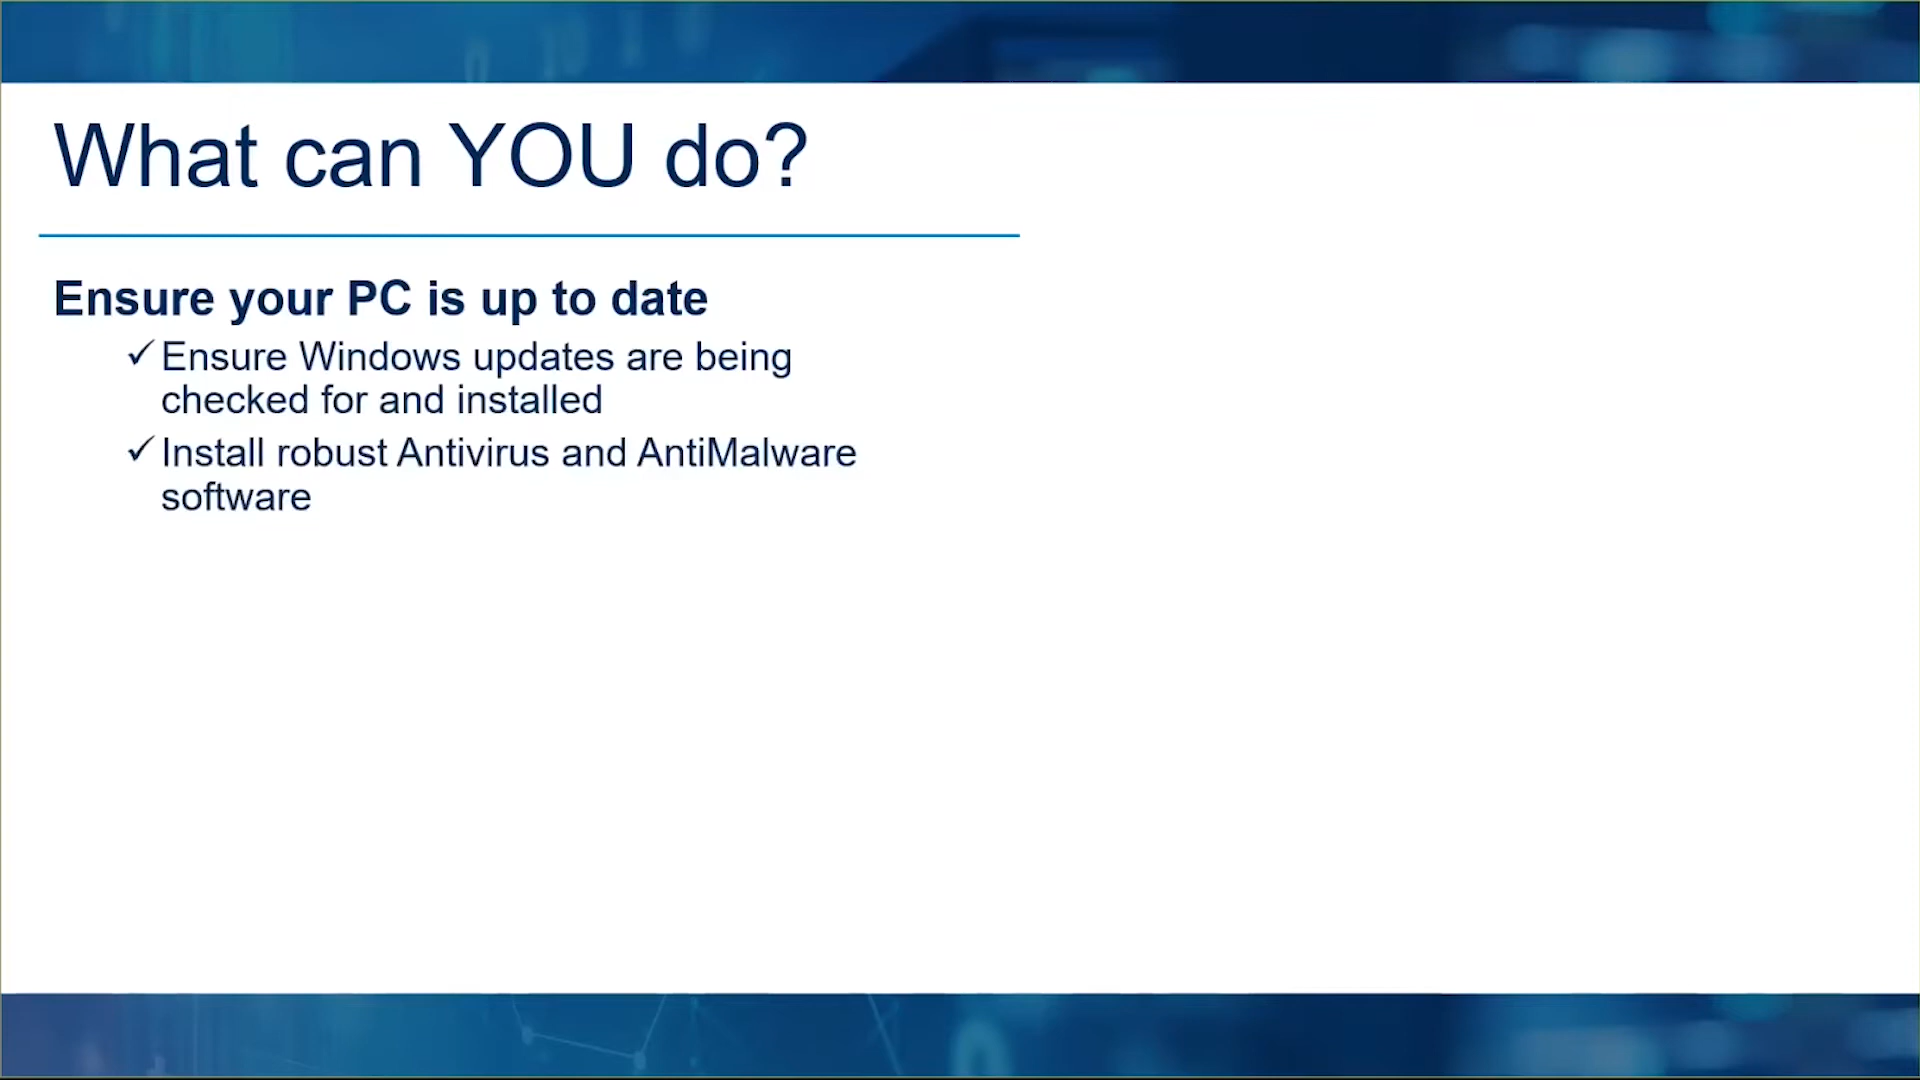 What can YOU do?
Ensure your PC is up to date
✓ Ensure Windows updates are being
checked for and installed
✓ Install robust Antivirus and AntiMalware
software